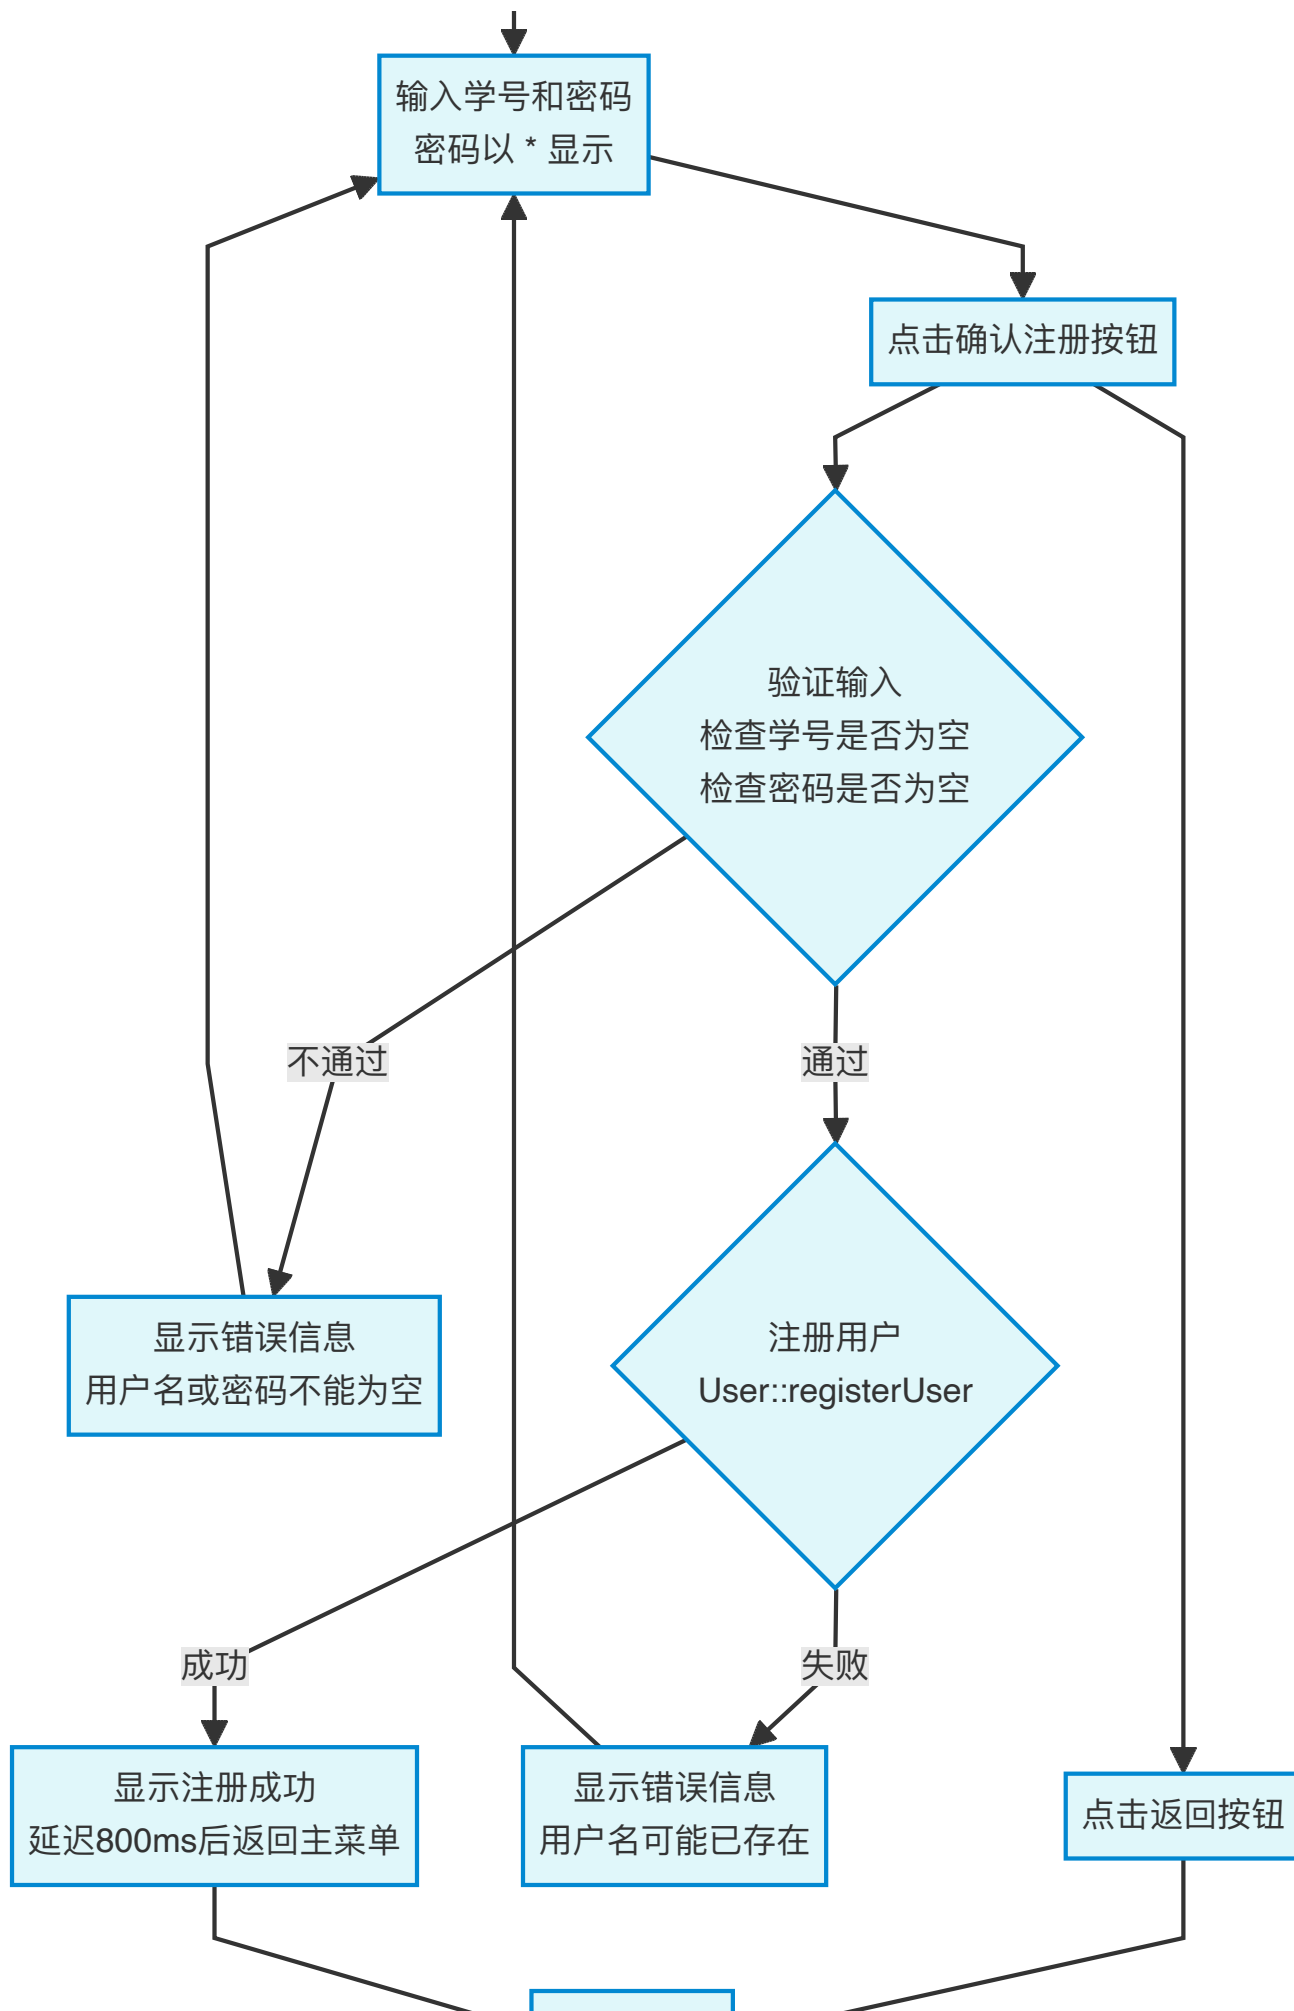 输入学号和密码
密码以 * 显示
点击确认注册按钮
验证输入
检查学号是否为空
检查密码是否为空
不通过
通过
显示错误信息
用户名或密码不能为空
注册用户
User::registerUser
成功
失败
显示注册成功
延迟800ms后返回主菜单
显示错误信息
用户名可能已存在
点击返回按钮